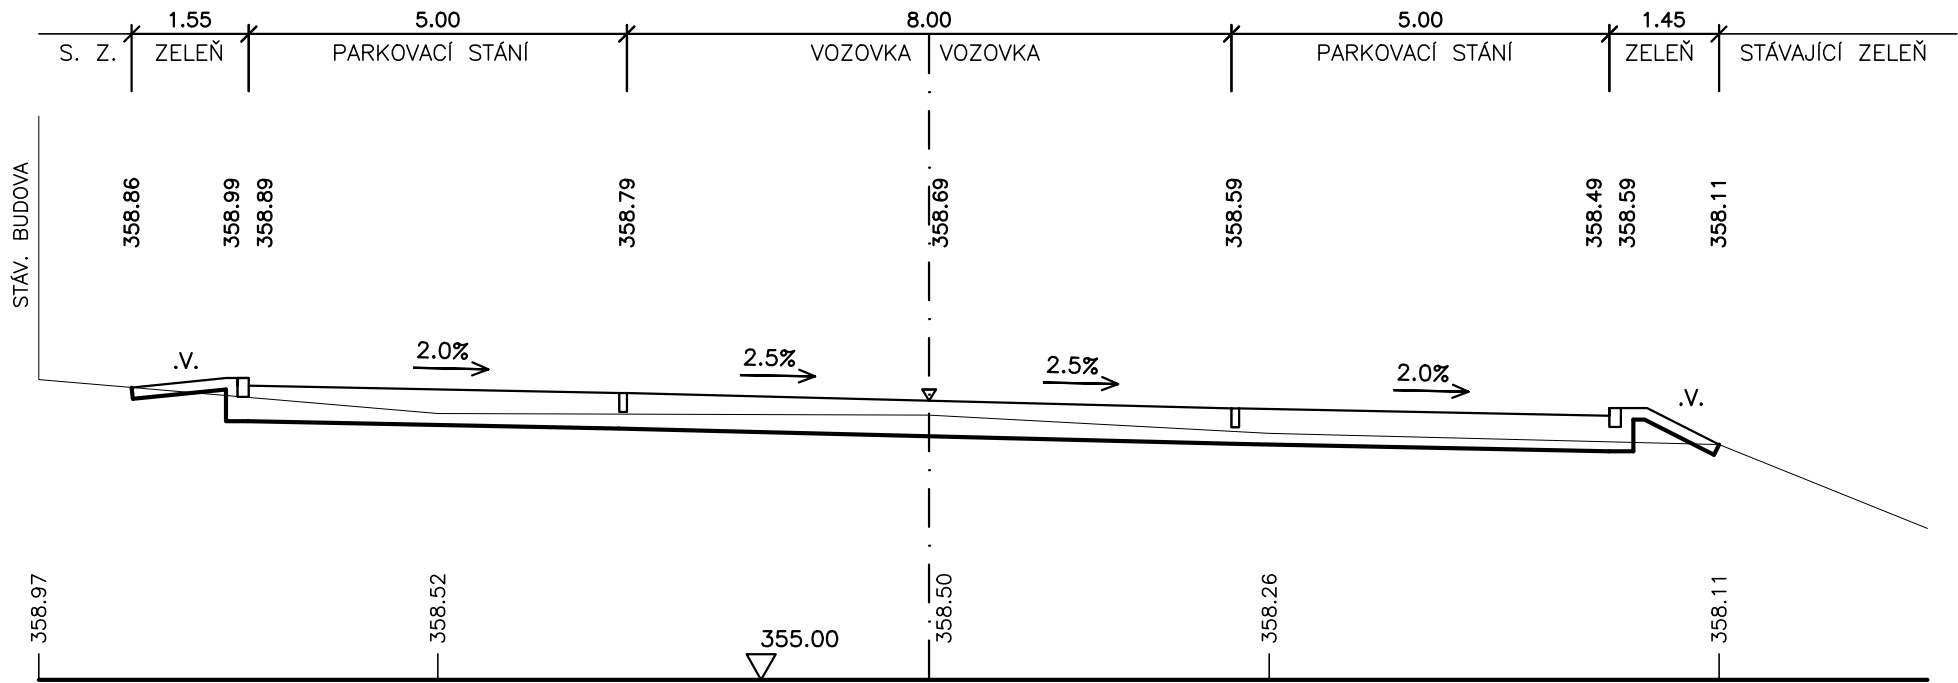 1.55 5.00 8.00 5.00 1.45
S. Z. ZELEŇ PARKOVACÍ STÁNÍ VOZOVKA VOZOVKA PARKOVACÍ STÁNÍ ZELEŇ STÁVAJÍCÍ ZELEŇ
STÁV. BUDOVA
358.86 358.99 358.89 358.79 358.69 358.59 358.49 358.59 358.11
.V. 2.0% 2.5% 2.5% 2.0% .V.
358.97 358.52 358.50 358.26 358.11
355.00